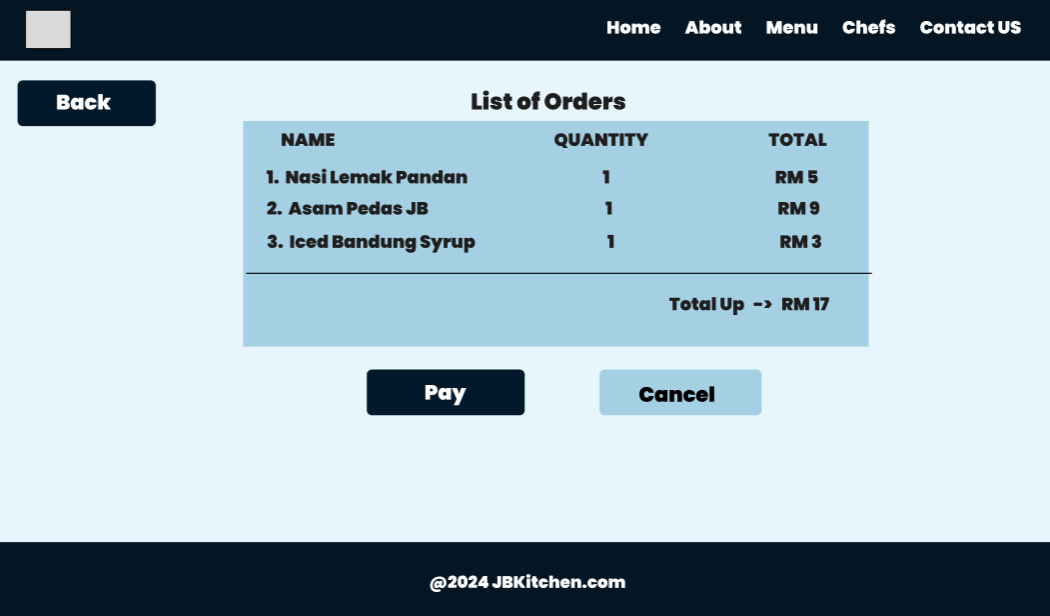 Home About Menu Chefs Contact US
Back
List of Orders
NAME QUANTITY TOTAL
1. Nasi Lemak Pandan 1 RM 5
2. Asam Pedas JB 1 RM 9
3. Iced Bandung Syrup 1 RM 3
Total Up -> RM 17
Pay Cancel
@2024 JBKitchen.com